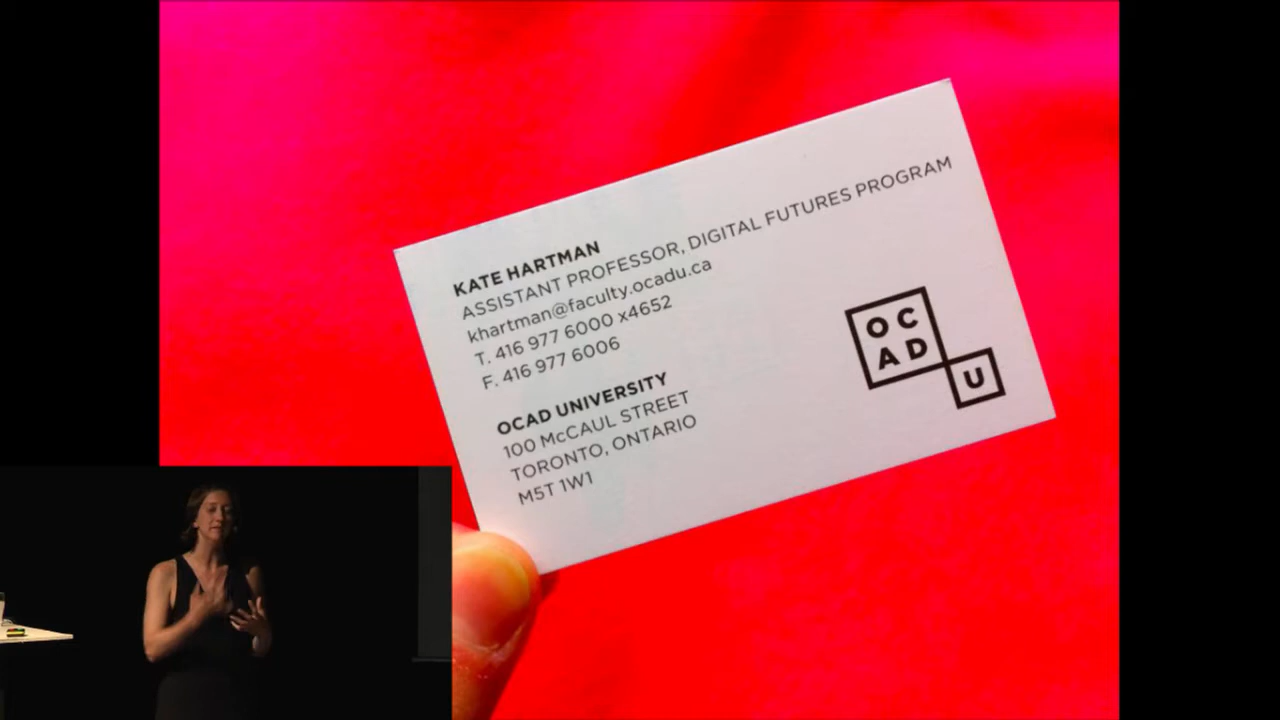 KATE HARTMAN
ASSISTANT PROFESSOR, DIGITAL FUTURES PROGRAM
khartman@faculty.ocadu.ca
T. 416 977 6000 x4652
F. 416 977 6006
OCAD UNIVERSITY
100 McCAUL STREET
TORONTO, ONTARIO
M5T 1W1
OC
AD
U